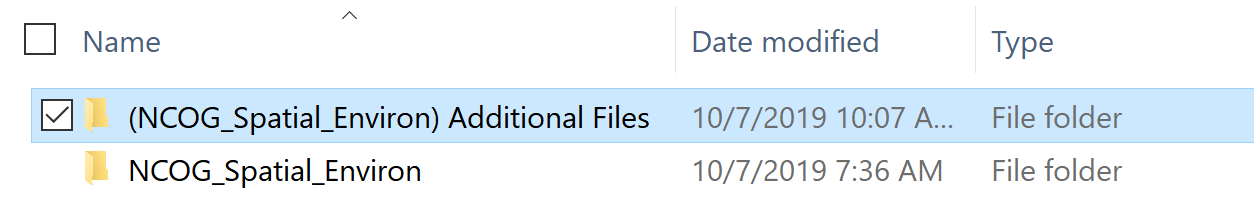 Name Date modified Type
(NCOG_Spatial_Environ) Additional Files 10/7/2019 10:07 A... File folder
NCOG_Spatial_Environ 10/7/2019 7:36 AM File folder